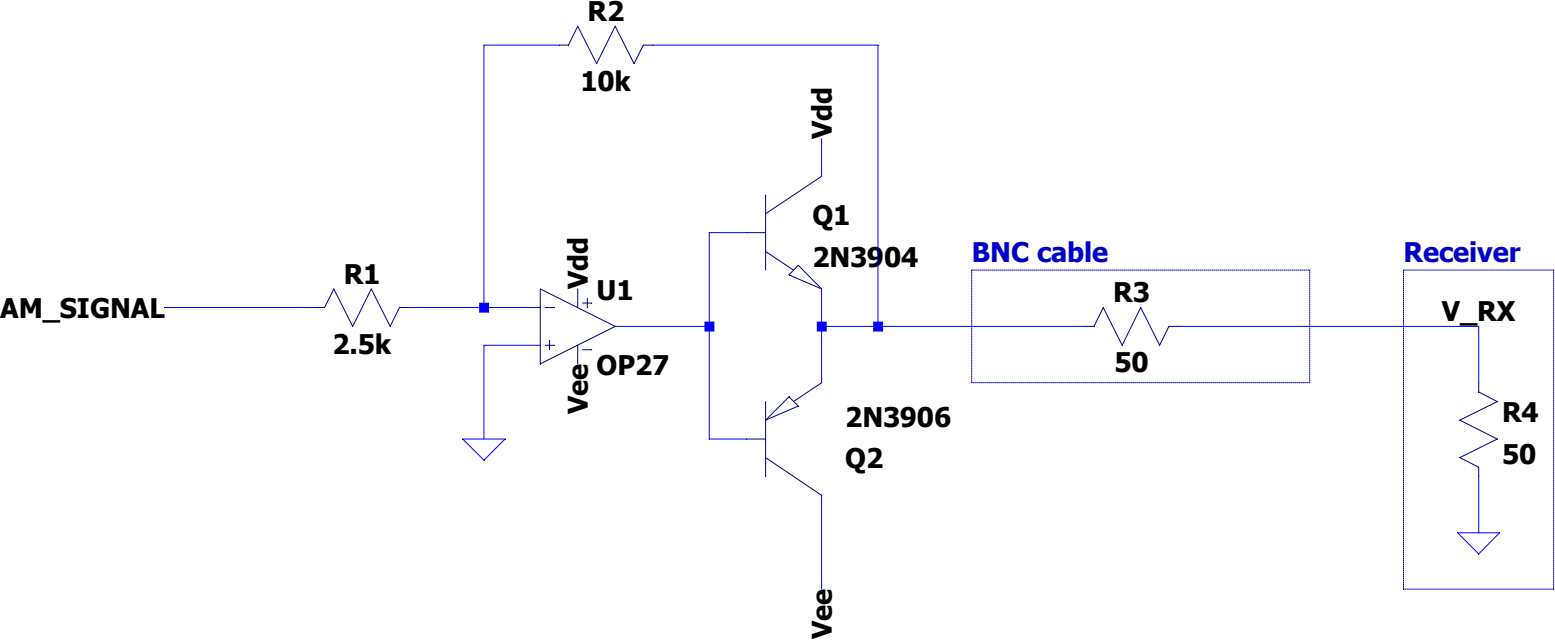 R2
10k
Vdd
Q1
2N3904
BNC cable
Receiver
Vdd
U1
R1
AM_SIGNAL
2.5k
R3
V_RX
50
OP27
Vee
2N3906
Q2
R4
50
Vee